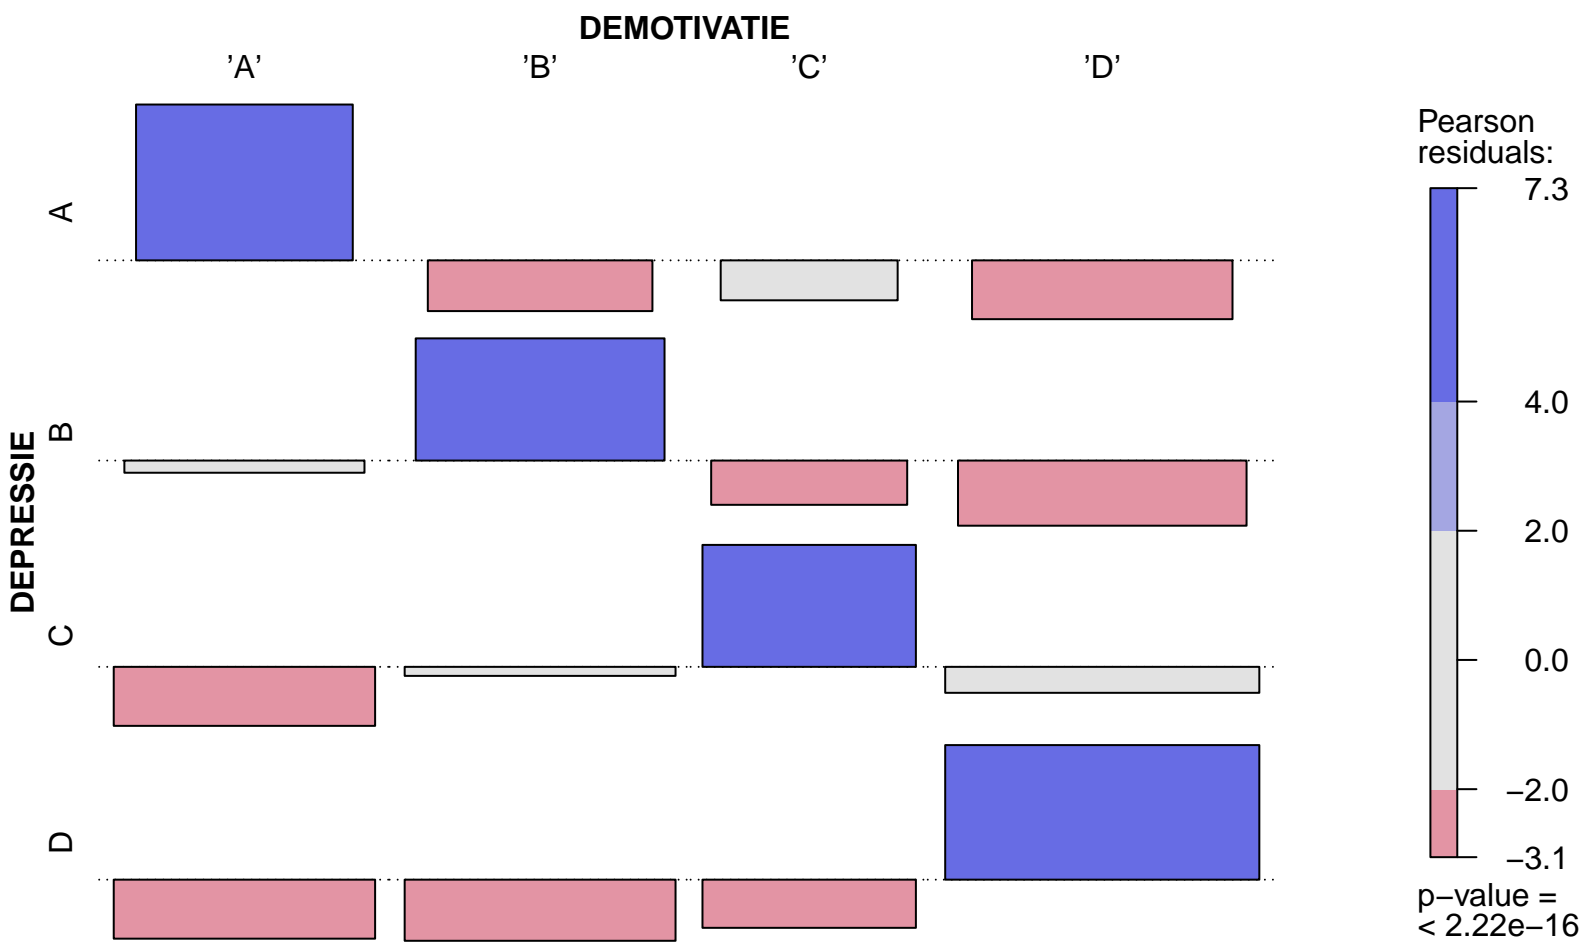 DEMOTIVATIE
’A’ ’B’ ’C’ ’D’
DEPRESSIE
A
B
C
D
Pearson
residuals:
7.3
4.0
2.0
0.0
−2.0
−3.1
p−value =
< 2.22e−16